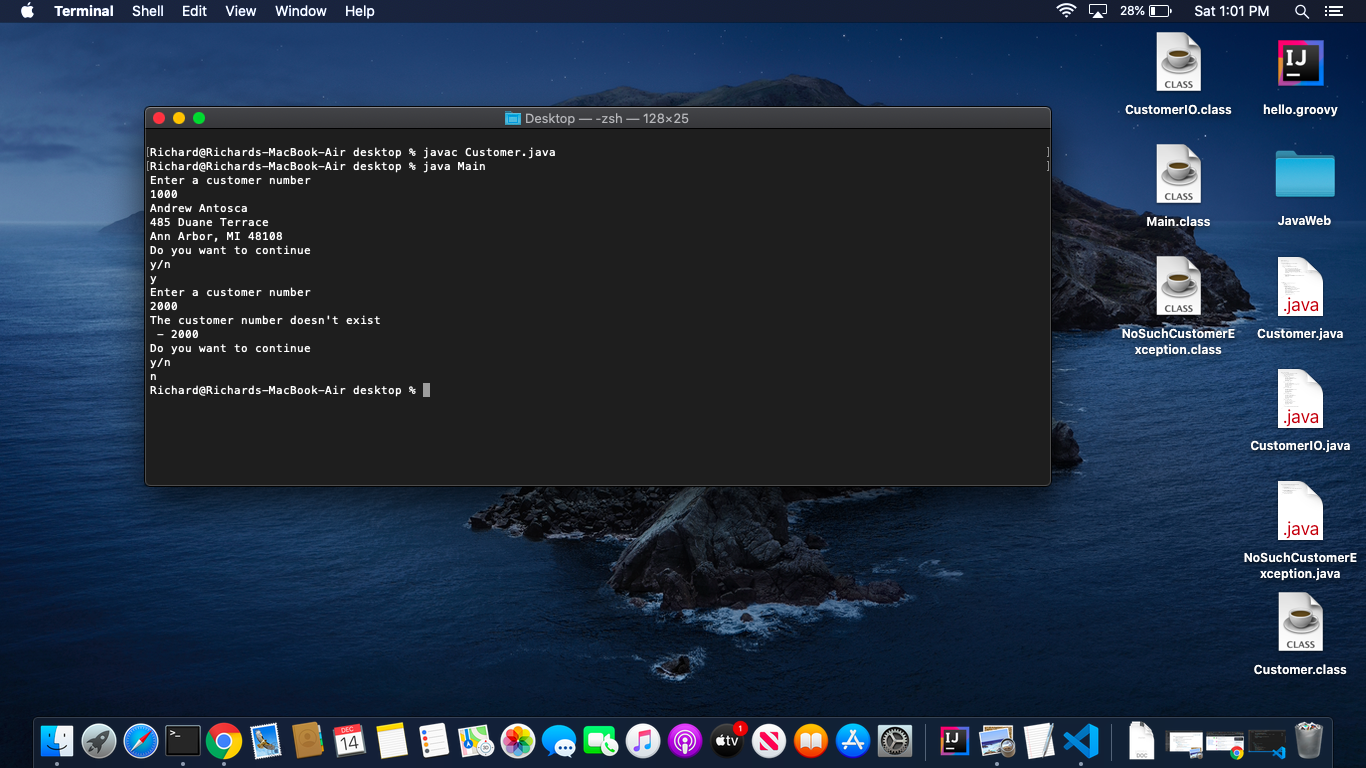 Terminal Shell Edit View Window Help 28% Sat 1:01 PM
Desktop — -zsh — 128×25
[Richard@Richards-MacBook-Air desktop % javac Customer.java ]
[Richard@Richards-MacBook-Air desktop % java Main ]
Enter a customer number
1000
Andrew Antosca
485 Duane Terrace
Ann Arbor, MI 48108
Do you want to continue
y/n
y
Enter a customer number
2000
The customer number doesn't exist
 – 2000
Do you want to continue
y/n
n
Richard@Richards-MacBook-Air desktop %
CLASS
CustomerIO.class
IJ
hello.groovy
CLASS
Main.class
JavaWeb
CLASS
NoSuchCustomerE
xception.class
.java
Customer.java
.java
CustomerIO.java
.java
NoSuchCustomerE
xception.java
CLASS
Customer.class
>_
DEC
14
tv
1
IJ
DOC